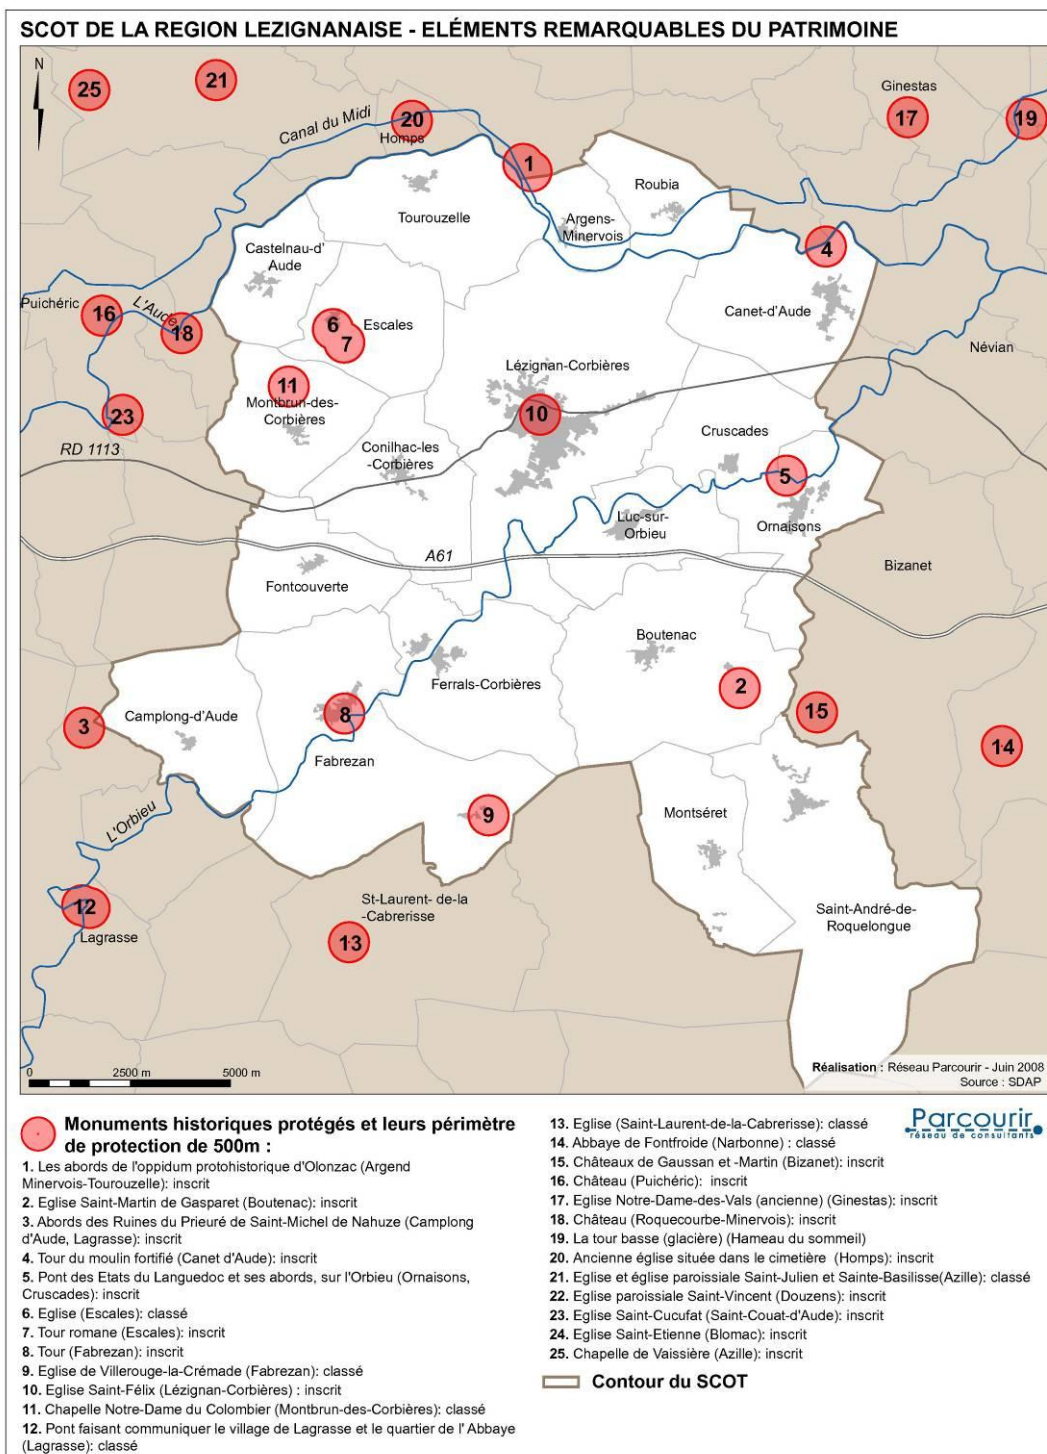 SCOT DE LA REGION LEZIGNANAISE - ELÉMENTS REMARQUABLES DU PATRIMOINE
N
25
21
Canal du Midi
20
Homps
Ginestas
17
19
1
Roubia
Tourouzelle
Argens-
Minervois
4
Castelnau-d'
Aude
Puichéric
16
L'Aude
18
6
Escales
7
Canet-d'Aude
Névian
Lézignan-Corbières
11
Montbrun-des-
Corbières
23
10
RD 1113
Conilhac-les
-Corbières
Cruscades
5
Luc-sur-
Orbieu
Ornaisons
A61
Fontcouverte
Bizanet
Boutenac
Ferrals-Corbières
2
Camplong-d'Aude
3
8
15
14
Fabrezan
L'Orbieu
9
Montséret
12
Lagrasse
St-Laurent- de-la
-Cabrerisse
13
Saint-André-de-
Roquelongue
0
2500 m
5000 m
Réalisation : Réseau Parcourir - Juin 2008
Source : SDAP
Monuments historiques protégés et leurs périmètre
de protection de 500m :
1. Les abords de l'oppidum protohistorique d'Olonzac (Argend
Minervois-Tourouzelle): inscrit
2. Eglise Saint-Martin de Gasparet (Boutenac): inscrit
3. Abords des Ruines du Prieuré de Saint-Michel de Nahuze (Camplong
d'Aude, Lagrasse): inscrit
4. Tour du moulin fortifié (Canet d'Aude): inscrit
5. Pont des Etats du Languedoc et ses abords, sur l'Orbieu (Ornaisons,
Cruscades): inscrit
6. Eglise (Escales): classé
7. Tour romane (Escales): inscrit
8. Tour (Fabrezan): inscrit
9. Eglise de Villerouge-la-Crémade (Fabrezan): classé
10. Eglise Saint-Félix (Lézignan-Corbières) : inscrit
11. Chapelle Notre-Dame du Colombier (Montbrun-des-Corbières): classé
12. Pont faisant communiquer le village de Lagrasse et le quartier de l' Abbaye
(Lagrasse): classé
13. Eglise (Saint-Laurent-de-la-Cabrerisse): classé
14. Abbaye de Fontfroide (Narbonne) : classé
15. Châteaux de Gaussan et -Martin (Bizanet): inscrit
16. Château (Puichéric): inscrit
17. Eglise Notre-Dame-des-Vals (ancienne) (Ginestas): inscrit
18. Château (Roquecourbe-Minervois): inscrit
19. La tour basse (glacière) (Hameau du sommeil)
20. Ancienne église située dans le cimetière (Homps): inscrit
21. Eglise et église paroissiale Saint-Julien et Sainte-Basilisse(Azille): classé
22. Eglise paroissiale Saint-Vincent (Douzens): inscrit
23. Eglise Saint-Cucufat (Saint-Couat-d'Aude): inscrit
24. Eglise Saint-Etienne (Blomac): inscrit
25. Chapelle de Vaissière (Azille): inscrit
Contour du SCOT
Parcourir
réseau de consultants